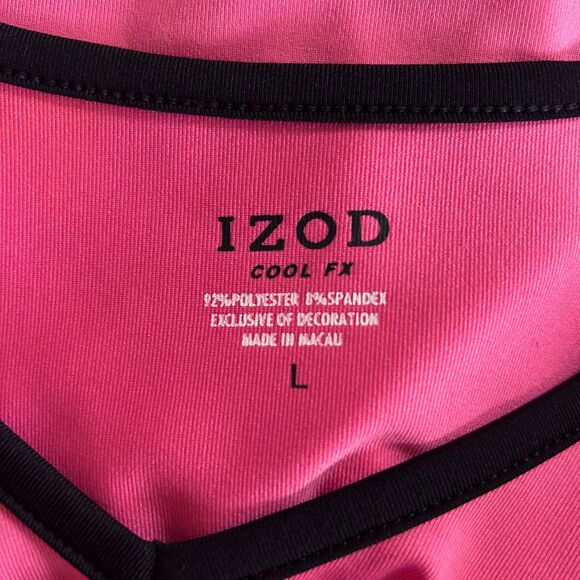 IZOD
COOL FX
92%POLYESTER 8%SPANDEX
EXCLUSIVE OF DECORATION
MADE IN MACAU
L